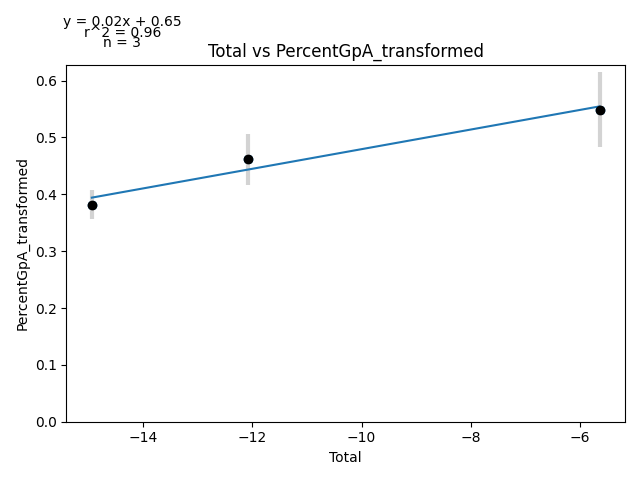 y = 0.02x + 0.65
r^2 = 0.96
n = 3
Total vs PercentGpA_transformed
PercentGpA_transformed
0.6
0.5
0.4
0.3
0.2
0.1
0.0
−14 −12 −10 −8 −6
Total